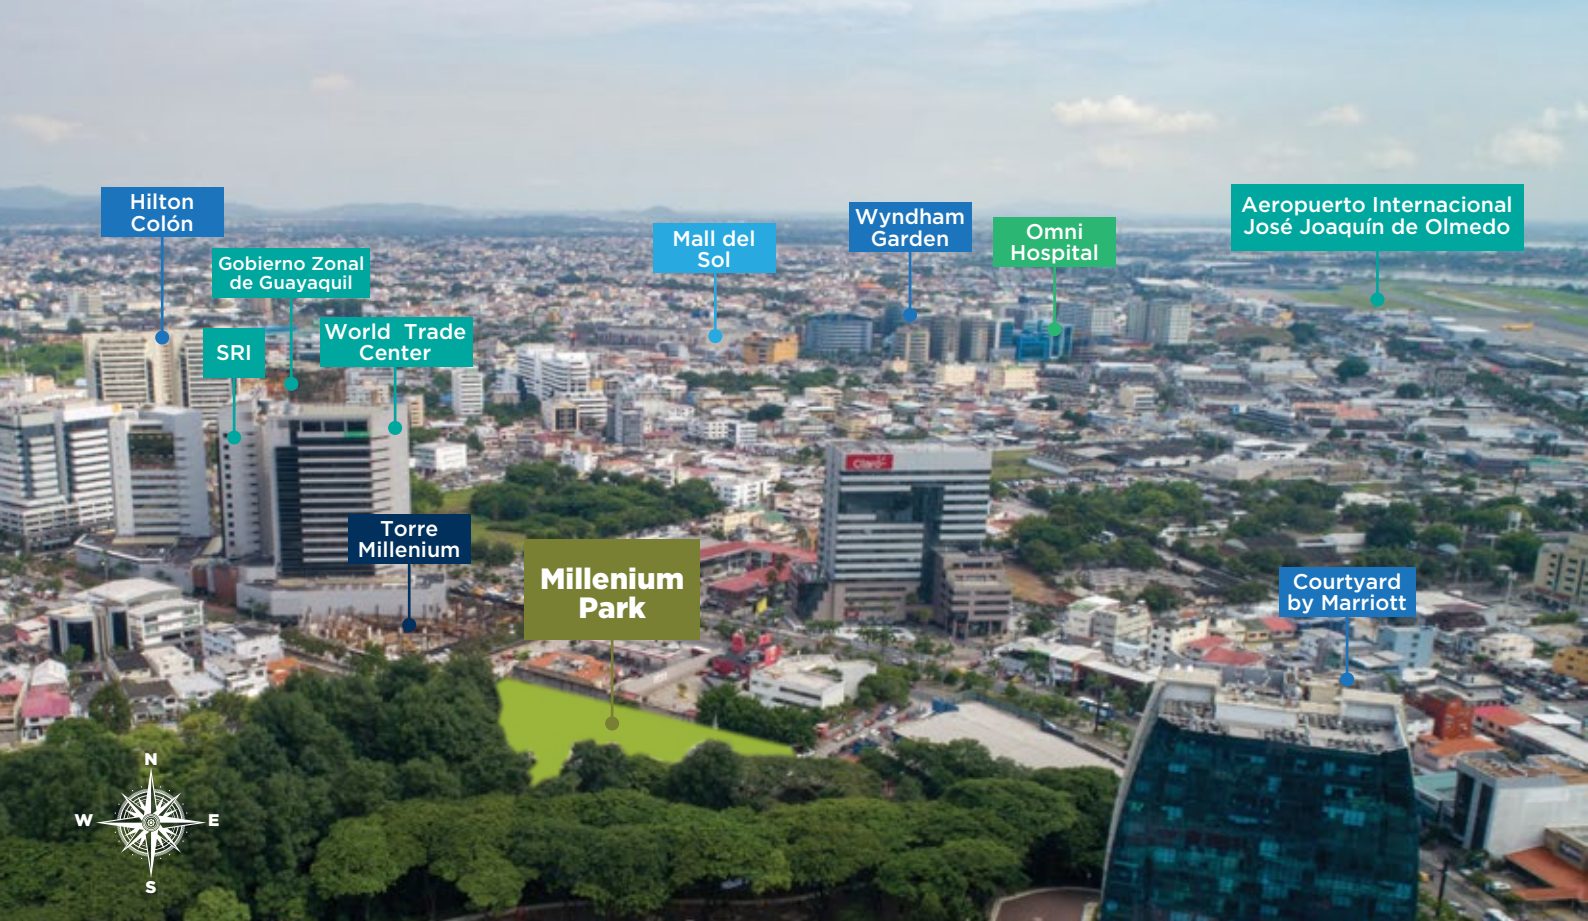 Hilton
Colón
Gobierno Zonal
de Guayaquil
SRI
World Trade
Center
Mall del
Sol
Wyndham
Garden
Omni
Hospital
Aeropuerto Internacional
José Joaquín de Olmedo
Claro
Torre
Millenium
Millenium
Park
Courtyard
by Marriott
N
W
E
S